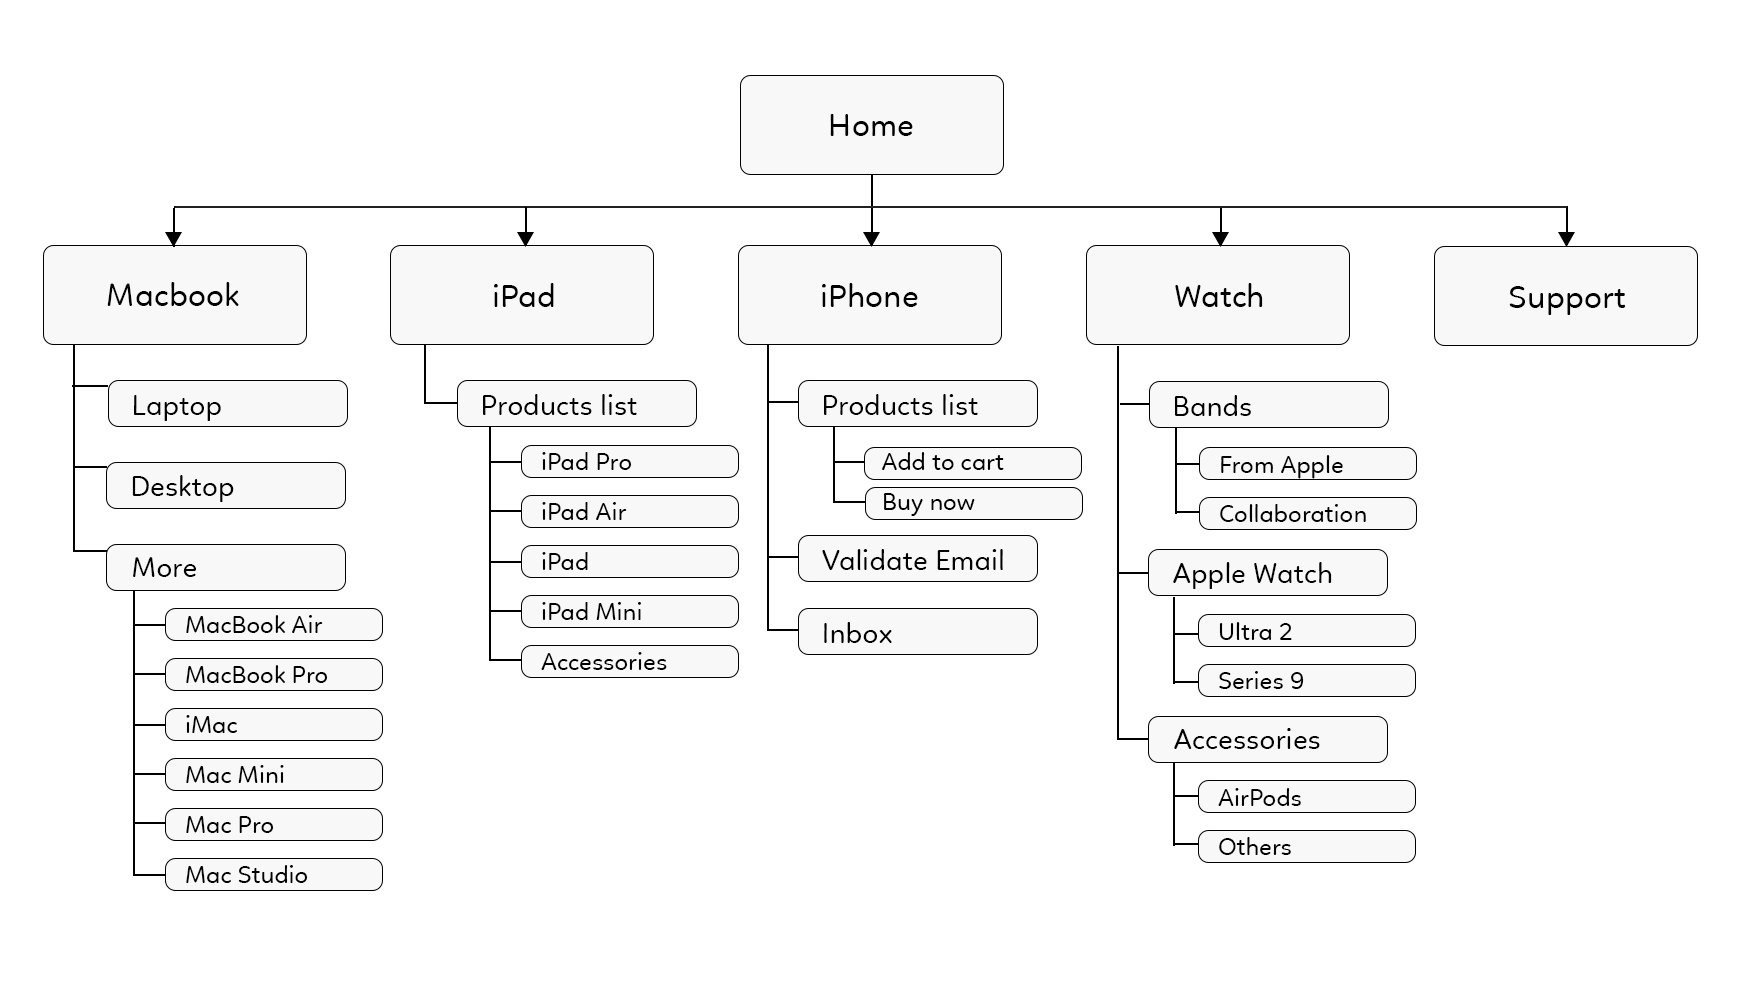 Home
Macbook
iPad
iPhone
Watch
Support
Laptop
Desktop
More
MacBook Air
MacBook Pro
iMac
Mac Mini
Mac Pro
Mac Studio
Products list
iPad Pro
iPad Air
iPad
iPad Mini
Accessories
Products list
Add to cart
Buy now
Validate Email
Inbox
Bands
From Apple
Collaboration
Apple Watch
Ultra 2
Series 9
Accessories
AirPods
Others